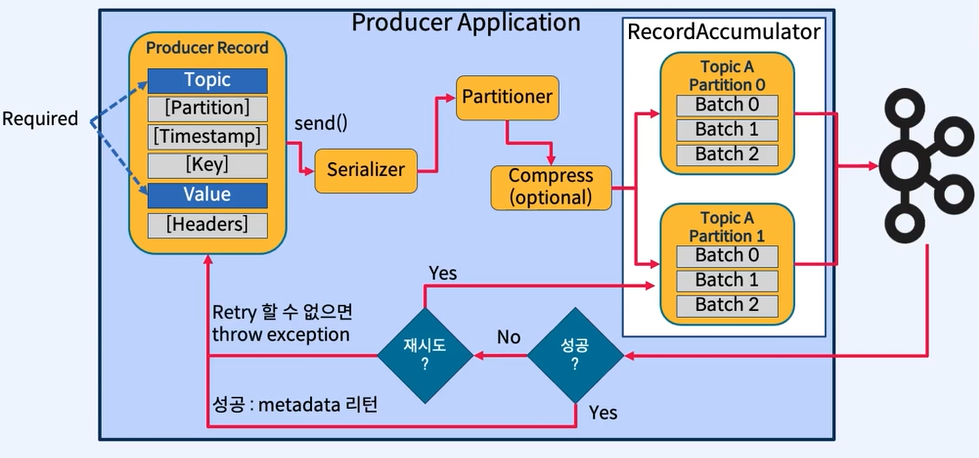 Producer Application
Required
Producer Record
Topic
[Partition]
[Timestamp]
[Key]
Value
[Headers]
send()
Serializer
Partitioner
Compress
(optional)
RecordAccumulator
Topic A
Partition 0
Batch 0
Batch 1
Batch 2
Topic A
Partition 1
Batch 0
Batch 1
Batch 2
Yes
Retry 할 수 없으면
throw exception
재시도
?
No
성공
?
성공 : metadata 리턴
Yes